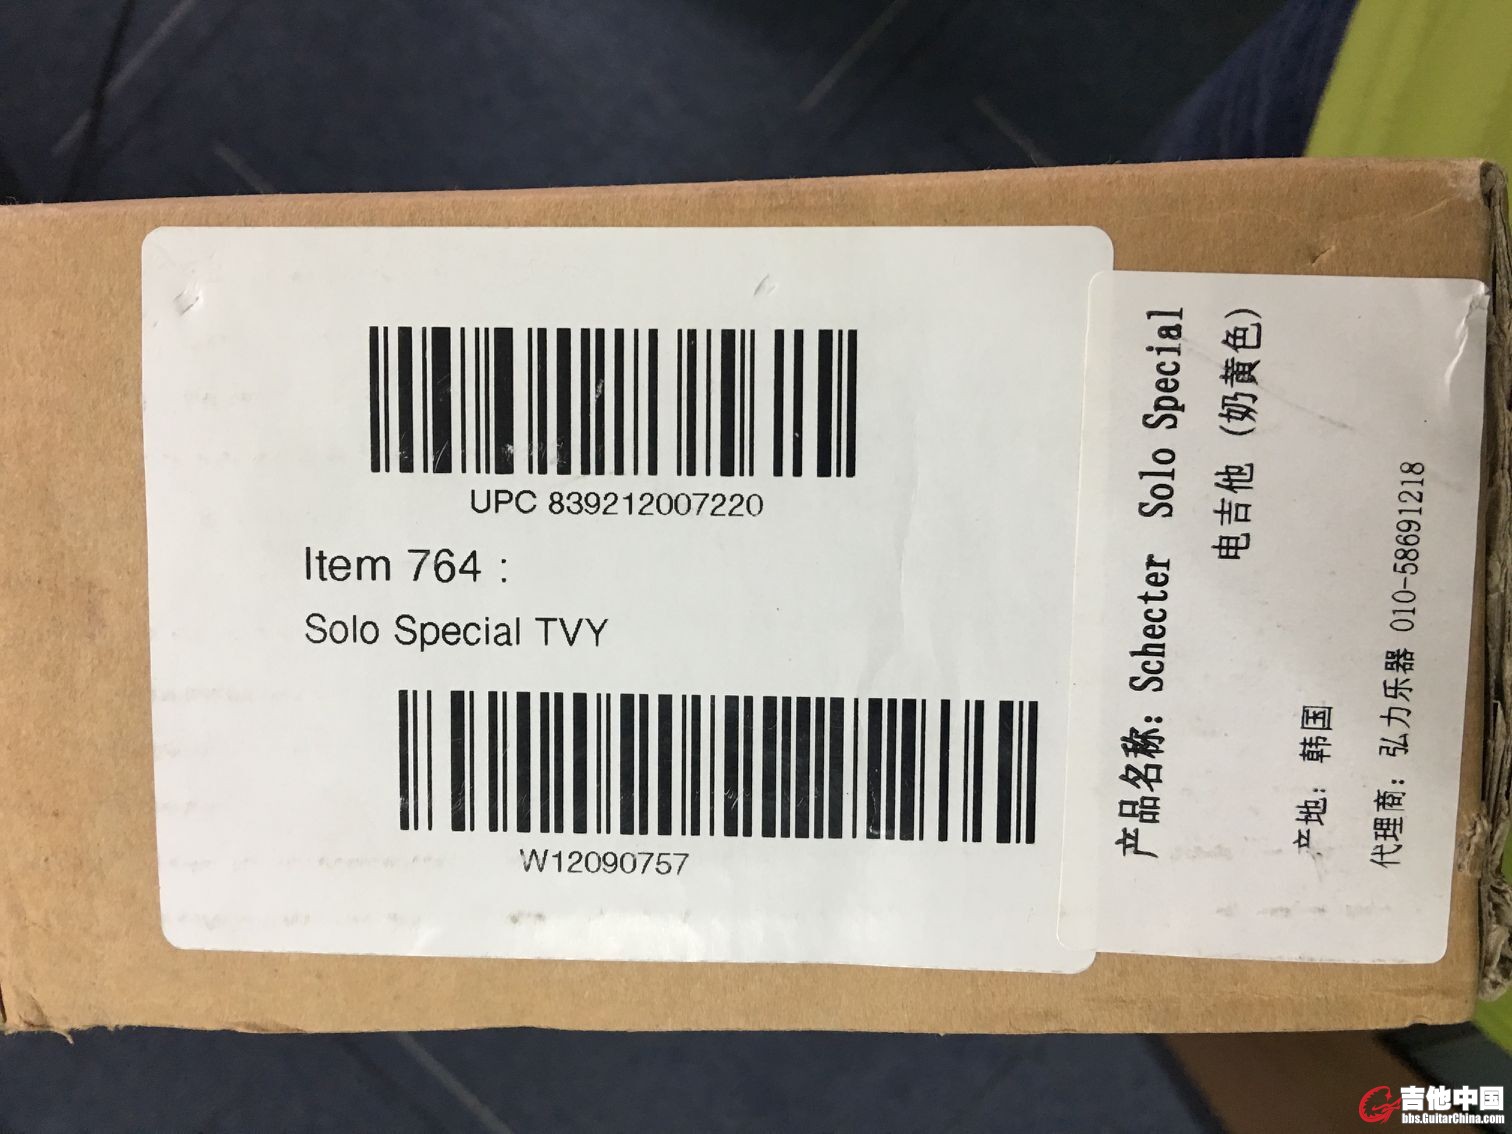 UPC 839212007220
Item 764 :
Solo Special TVY
W12090757
产品名称: Schecter Solo Special
电吉他 (奶黄色)
产地: 韩国
代理商: 弘力乐器 010-58691218
吉他中国
bbs.GuitarChina.com